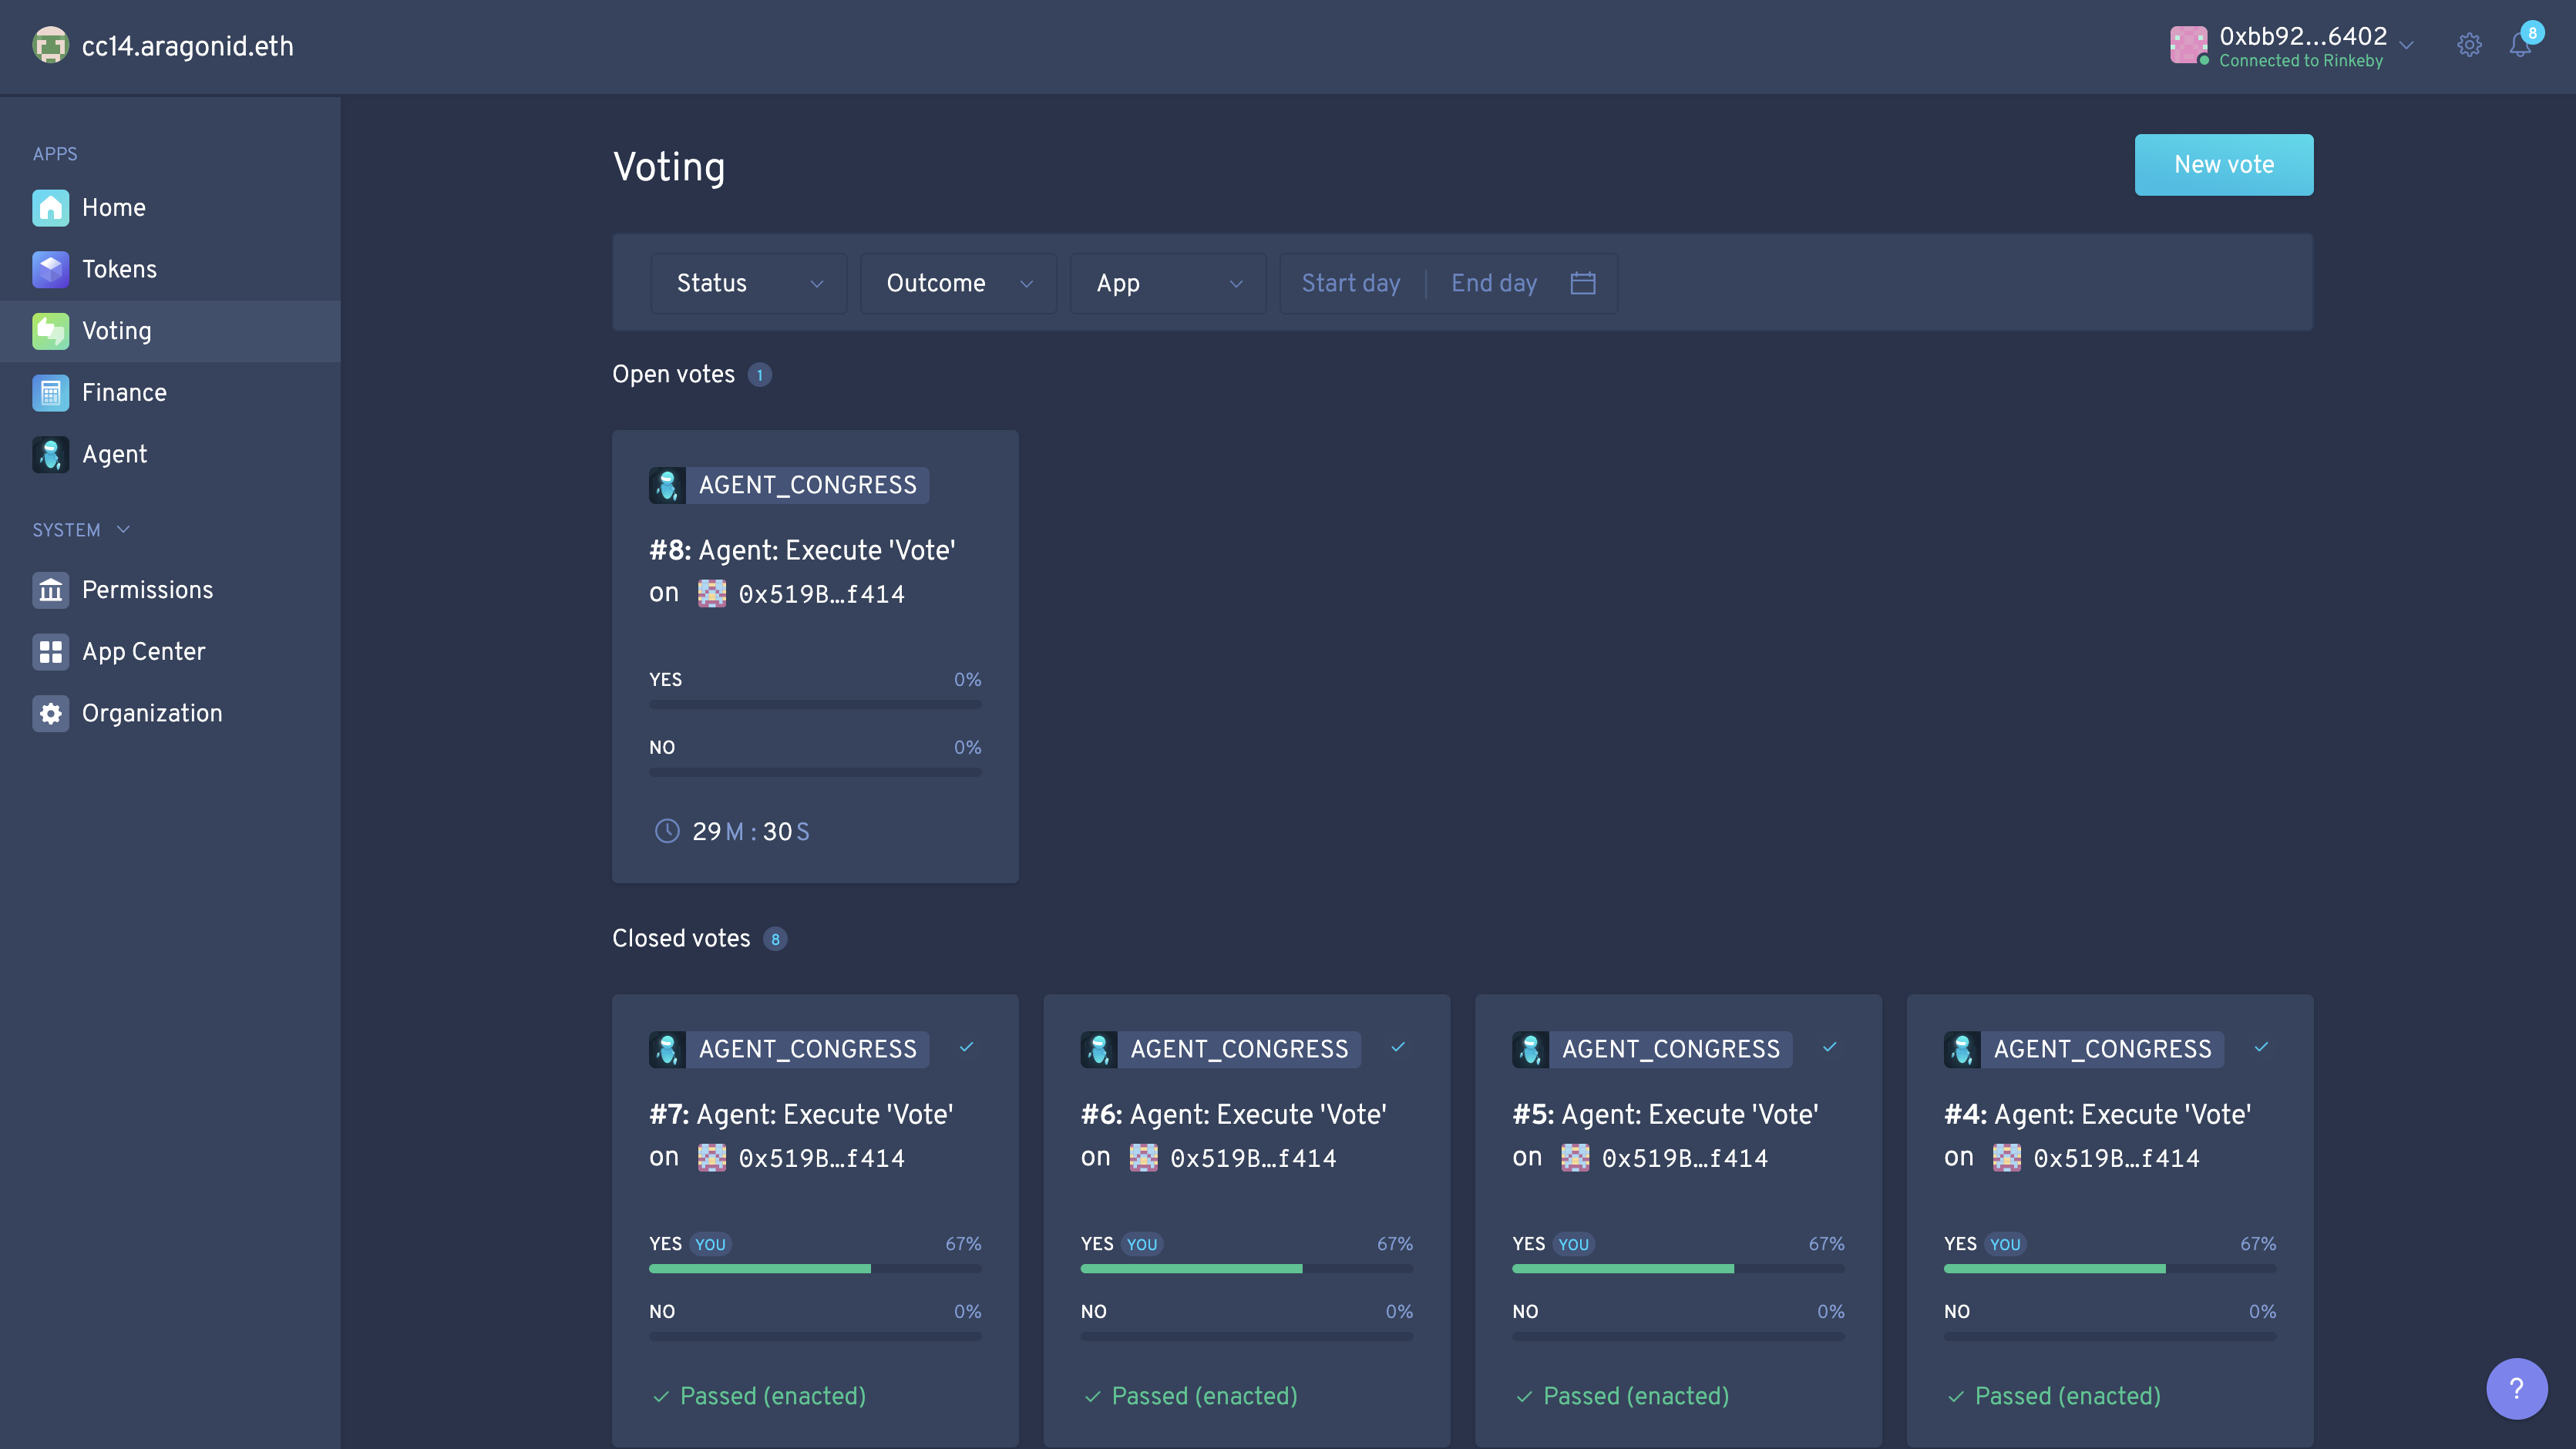 cc14.aragonid.eth
0xbb92...6402
Connected to Rinkeby
8
APPS
Home
Tokens
Voting
Finance
Agent
SYSTEM
Permissions
App Center
Organization
Voting
New vote
Status
Outcome
App
Start day
End day
Open votes 1
AGENT_CONGRESS
#8: Agent: Execute 'Vote'
on 0x519B…f414
YES 0%
NO 0%
29 M : 30 S
Closed votes 8
AGENT_CONGRESS
#7: Agent: Execute 'Vote'
on 0x519B…f414
YES YOU 67%
NO 0%
Passed (enacted)
AGENT_CONGRESS
#6: Agent: Execute 'Vote'
on 0x519B…f414
YES YOU 67%
NO 0%
Passed (enacted)
AGENT_CONGRESS
#5: Agent: Execute 'Vote'
on 0x519B…f414
YES YOU 67%
NO 0%
Passed (enacted)
AGENT_CONGRESS
#4: Agent: Execute 'Vote'
on 0x519B…f414
YES YOU 67%
NO 0%
Passed (enacted)
?